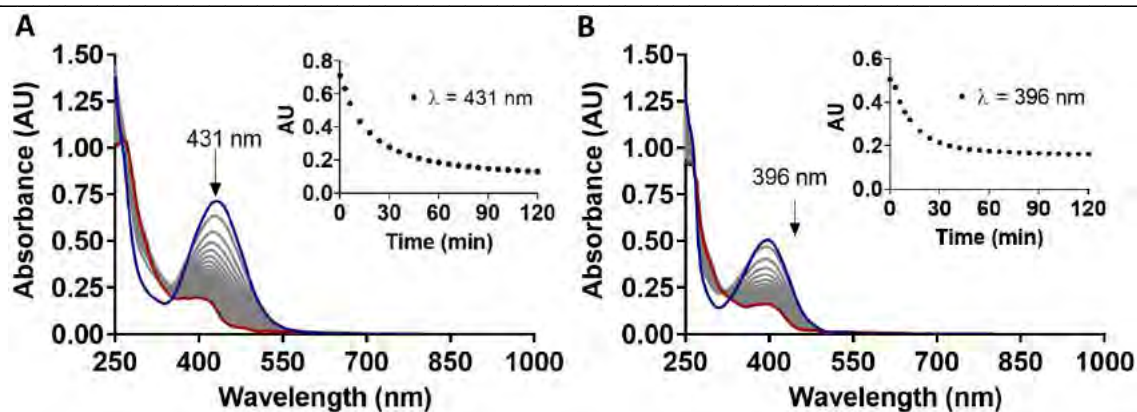 A
Absorbance (AU)
1.50
1.25
1.00
0.75
0.50
0.25
0.00
250 400 550 700 850 1000
Wavelength (nm)
431 nm
AU
0.8
0.6
0.4
0.2
0.0
0 30 60 90 120
Time (min)
λ = 431 nm
B
Absorbance (AU)
1.50
1.25
1.00
0.75
0.50
0.25
0.00
250 400 550 700 850 1000
Wavelength (nm)
396 nm
AU
0.6
0.4
0.2
0.0
0 30 60 90 120
Time (min)
λ = 396 nm